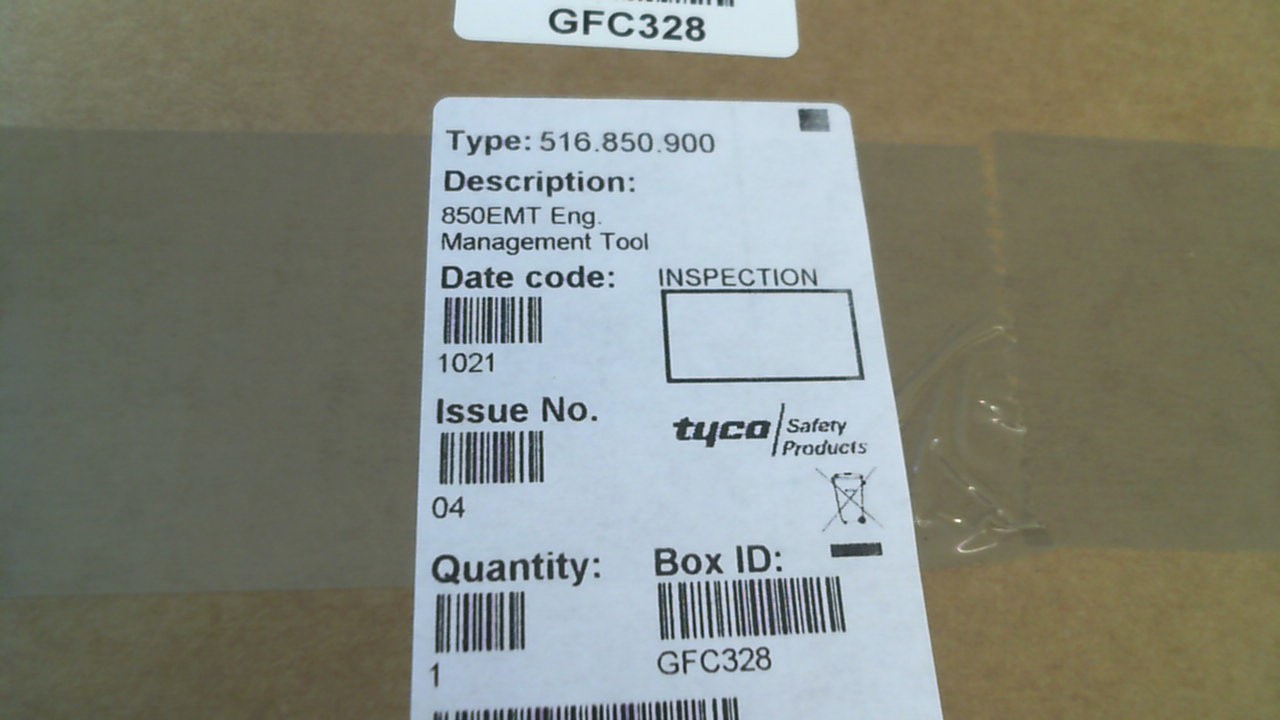 GFC328
Type: 516.850.900
Description:
850EMT Eng.
Management Tool
Date code:
INSPECTION
1021
Issue No.
tyco Safety
Products
04
Quantity:
Box ID:
1
GFC328